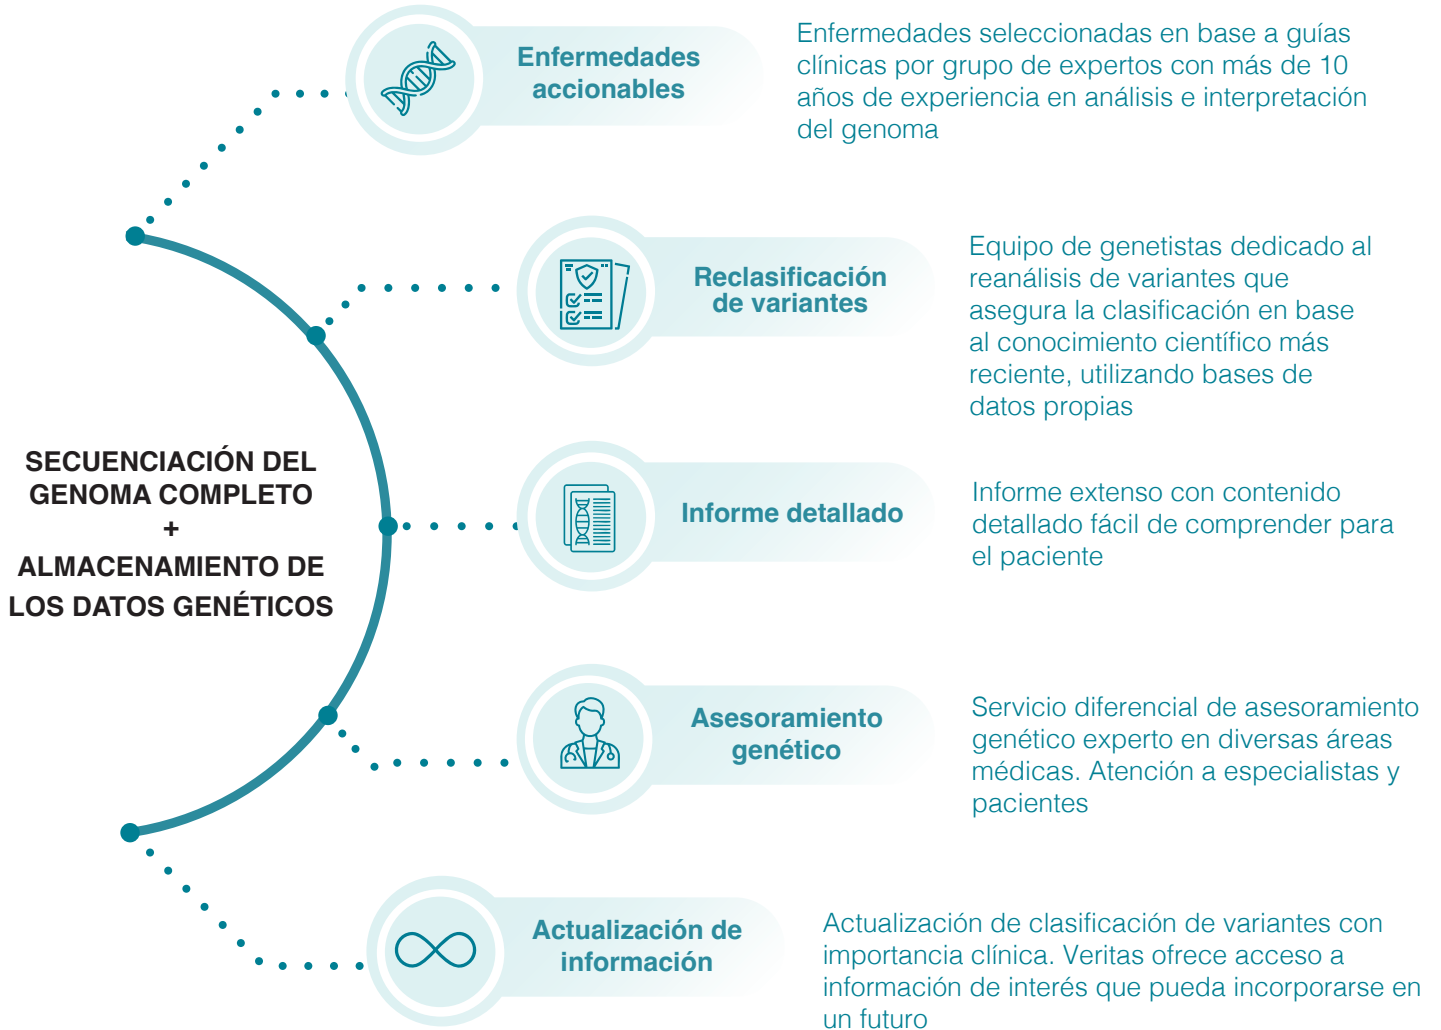 Enfermedades
accionables
Enfermedades seleccionadas en base a guías
clínicas por grupo de expertos con más de 10
años de experiencia en análisis e interpretación
del genoma
Reclasificación
de variantes
Equipo de genetistas dedicado al
reanálisis de variantes que
asegura la clasificación en base
al conocimiento científico más
reciente, utilizando bases de
datos propias
SECUENCIACIÓN DEL
GENOMA COMPLETO
+
ALMACENAMIENTO DE
LOS DATOS GENÉTICOS
Informe detallado
Informe extenso con contenido
detallado fácil de comprender para
el paciente
Asesoramiento
genético
Servicio diferencial de asesoramiento
genético experto en diversas áreas
médicas. Atención a especialistas y
pacientes
Actualización de
información
Actualización de clasificación de variantes con
importancia clínica. Veritas ofrece acceso a
información de interés que pueda incorporarse en
un futuro